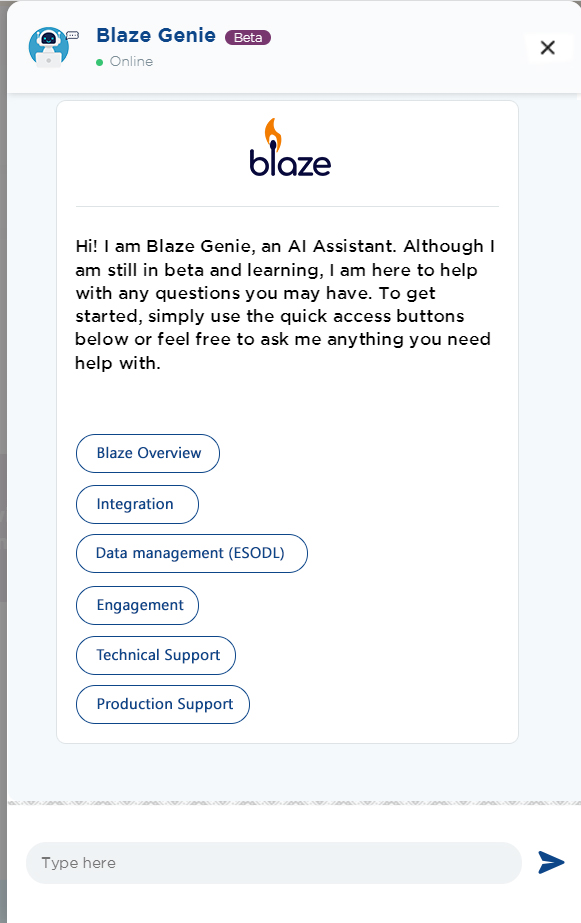 Blaze Genie Beta
Online
blaze
Hi! I am Blaze Genie, an AI Assistant. Although I
am still in beta and learning, I am here to help
with any questions you may have. To get
started, simply use the quick access buttons
below or feel free to ask me anything you need
help with.
Blaze Overview
Integration
Data management (ESODL)
Engagement
Technical Support
Production Support
Type here